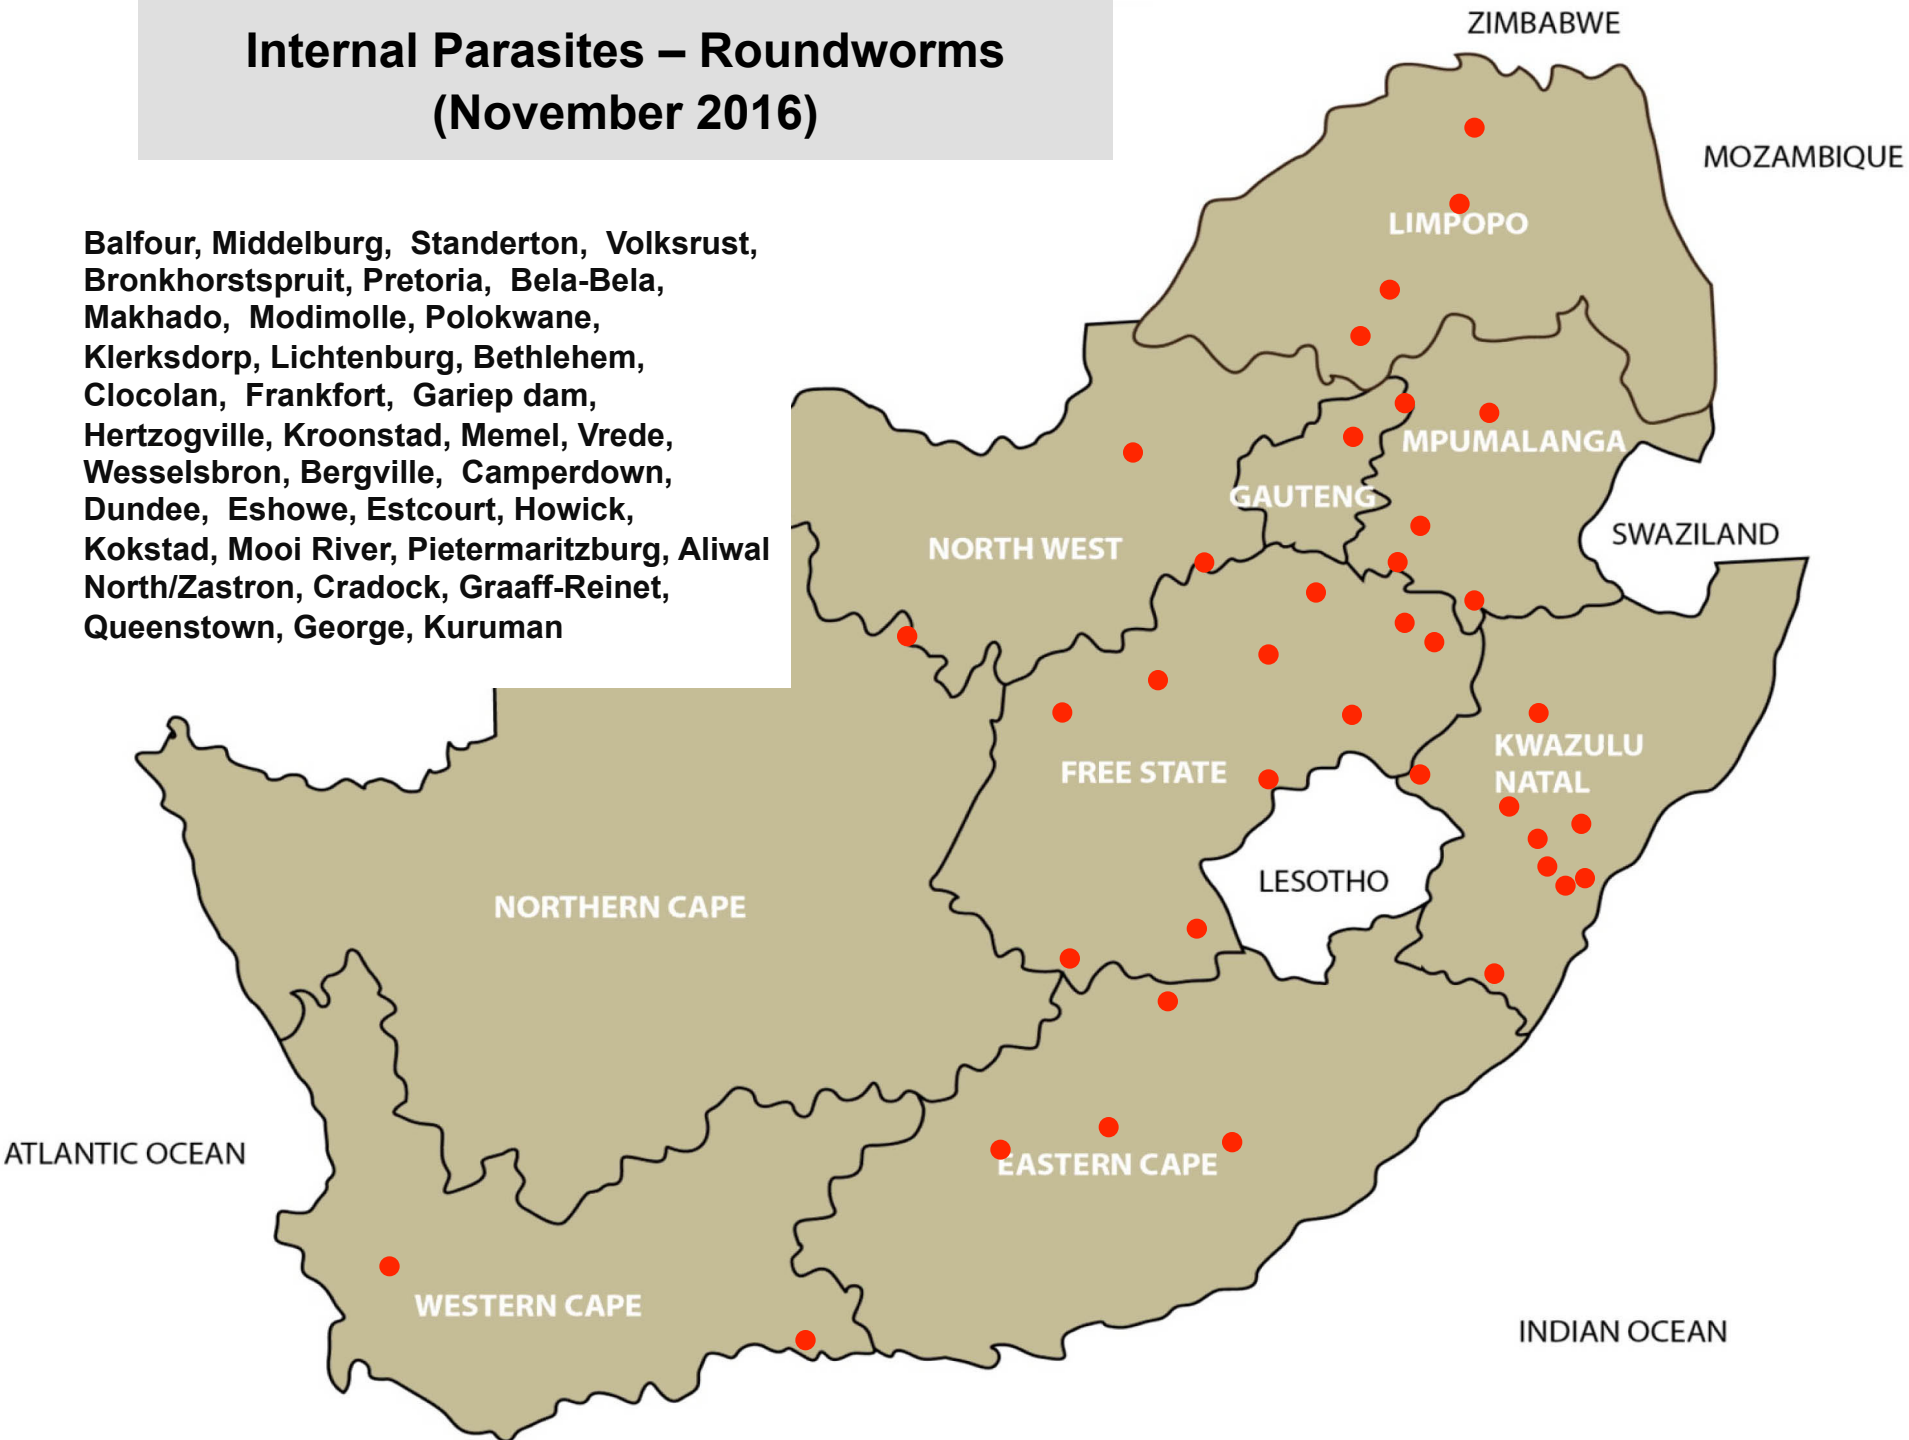 Internal Parasites – Roundworms
(November 2016)
Balfour, Middelburg,  Standerton,  Volksrust,
Bronkhorstspruit, Pretoria,  Bela-Bela,
Makhado,  Modimolle, Polokwane,
Klerksdorp, Lichtenburg, Bethlehem,
Clocolan,  Frankfort,  Gariep dam,
Hertzogville, Kroonstad, Memel, Vrede,
Wesselsbron, Bergville,  Camperdown,
Dundee,  Eshowe, Estcourt, Howick,
Kokstad, Mooi River, Pietermaritzburg, Aliwal
North/Zastron, Cradock, Graaff-Reinet,
Queenstown, George, Kuruman
ZIMBABWE
MOZAMBIQUE
LIMPOPO
MPUMALANGA
GAUTENG
SWAZILAND
NORTH WEST
KWAZULU
NATAL
FREE STATE
LESOTHO
NORTHERN CAPE
ATLANTIC OCEAN
EASTERN CAPE
WESTERN CAPE
INDIAN OCEAN